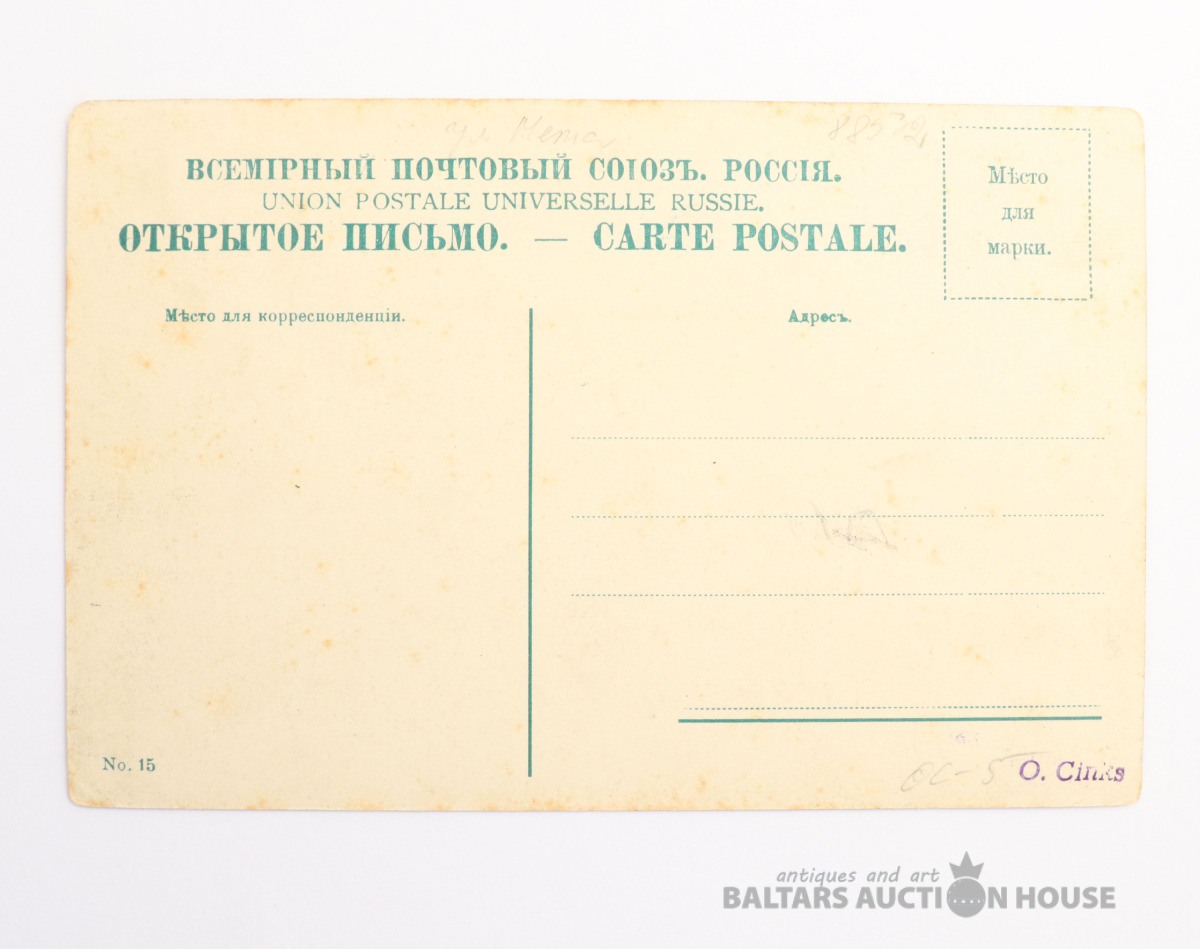 885
ВСЕМІРНЫЙ ПОЧТОВЫЙ СОЮЗЪ. РОССІЯ.
UNION POSTALE UNIVERSELLE RUSSIE.
ОТКРЫТОЕ ПИСЬМО. — CARTE POSTALE.
Мѣсто
для
марки.
Мѣсто для корреспонденціи.
Адресъ.
No. 15
O. Cinks
antiques and art
BALTARS AUCTION HOUSE